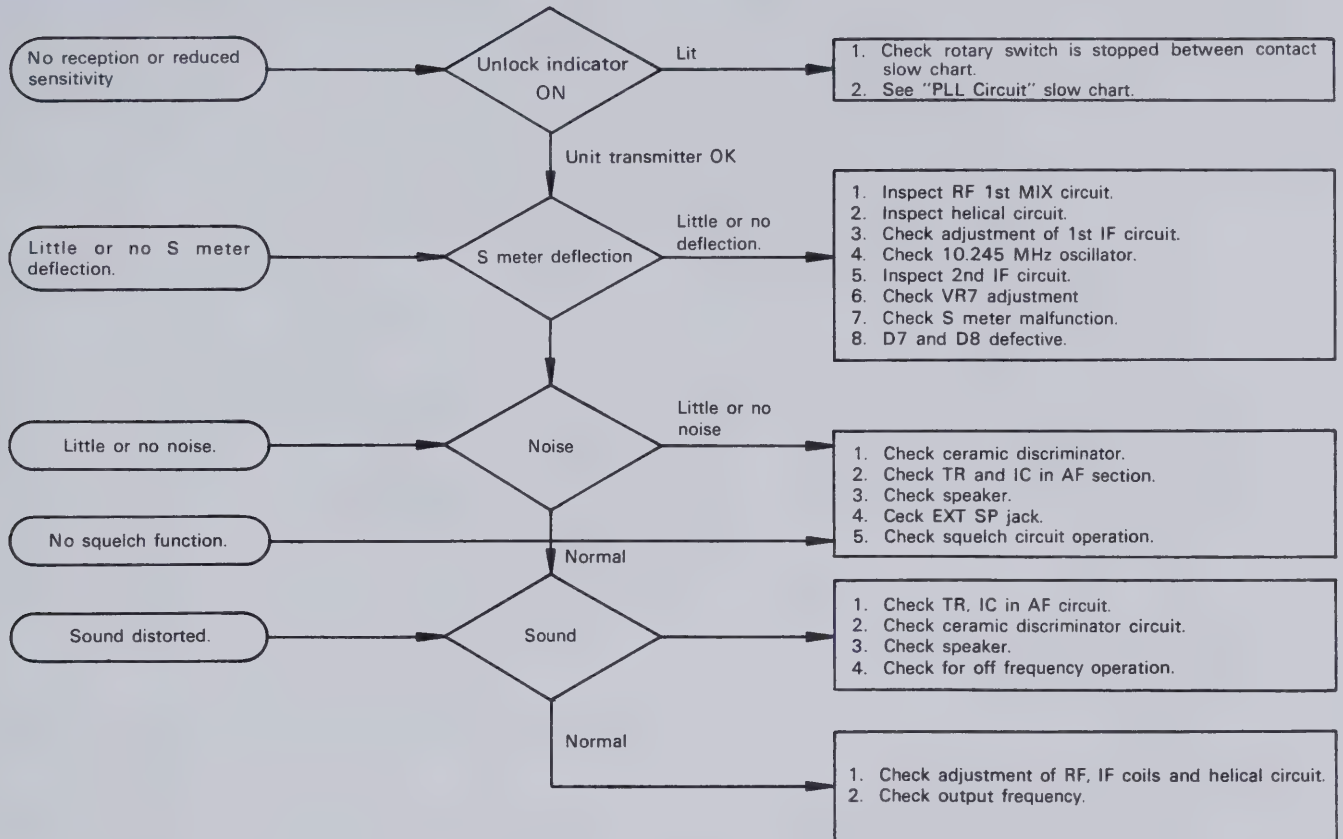 No reception or reduced
sensitivity
Unlock indicator
ON
Lit
1. Check rotary switch is stopped between contact
slow chart.
2. See "PLL Circuit" slow chart.
Unit transmitter OK
Little or no S meter
deflection.
S meter deflection
Little or no
deflection.
1. Inspect RF 1st MIX circuit.
2. Inspect helical circuit.
3. Check adjustment of 1st IF circuit.
4. Check 10.245 MHz oscillator.
5. Inspect 2nd IF circuit.
6. Check VR7 adjustment
7. Check S meter malfunction.
8. D7 and D8 defective.
Little or no noise.
Noise
Little or no
noise
1. Check ceramic discriminator.
2. Check TR and IC in AF section.
3. Check speaker.
4. Ceck EXT SP jack.
5. Check squelch circuit operation.
No squelch function.
Normal
Sound distorted.
Sound
1. Check TR, IC in AF circuit.
2. Check ceramic discriminator circuit.
3. Check speaker.
4. Check for off frequency operation.
Normal
1. Check adjustment of RF, IF coils and helical circuit.
2. Check output frequency.